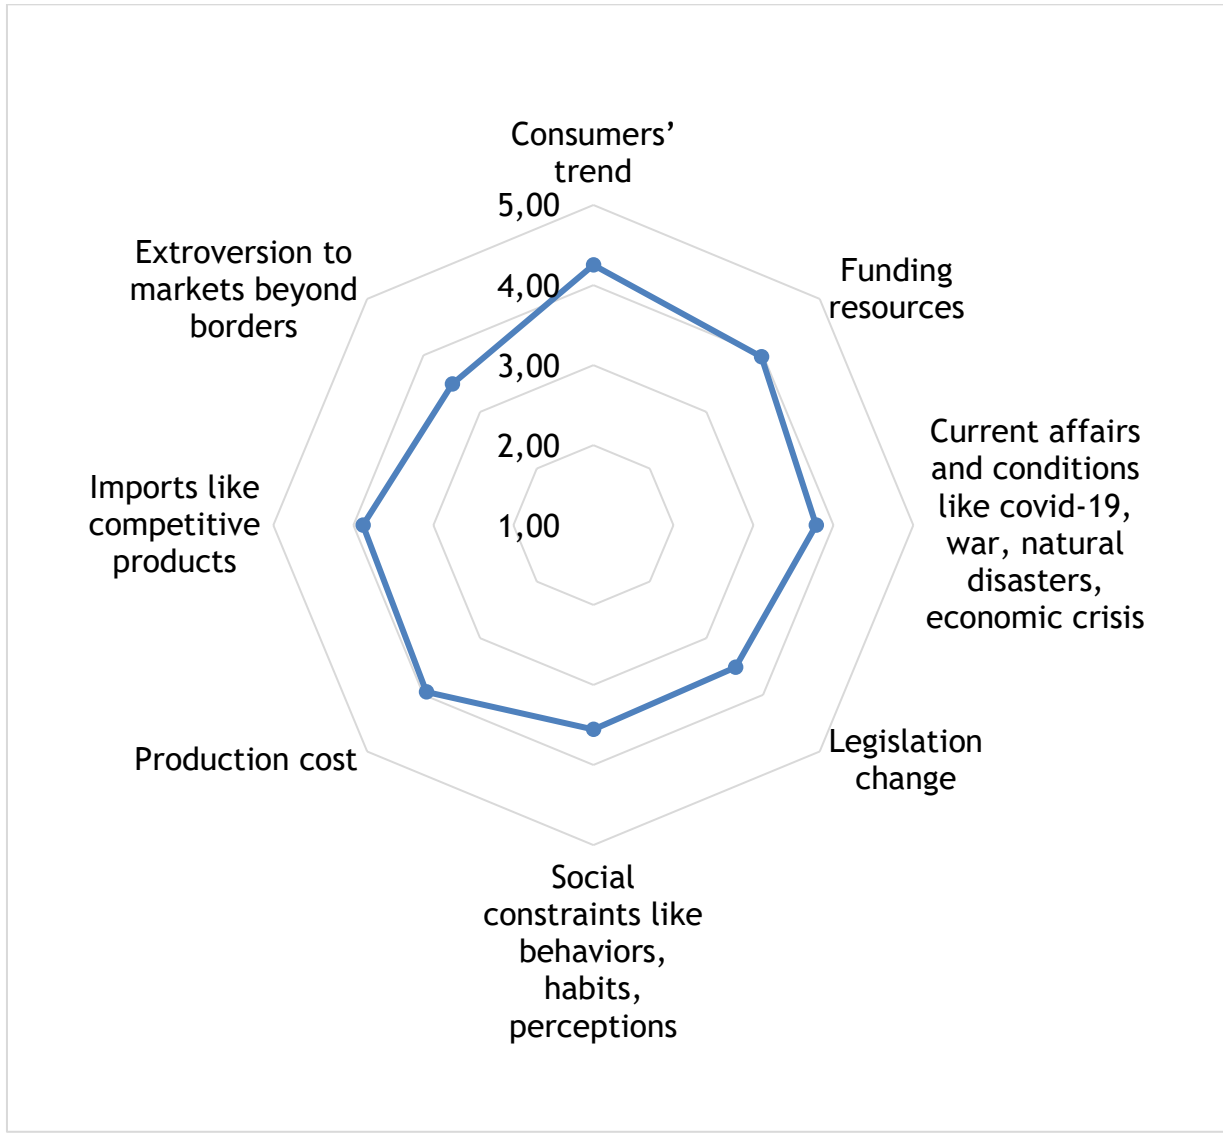 Consumers’
trend
5,00
4,00
3,00
2,00
1,00
Funding
resources
Current affairs
and conditions
like covid-19,
war, natural
disasters,
economic crisis
Legislation
change
Social
constraints like
behaviors,
habits,
perceptions
Production cost
Imports like
competitive
products
Extroversion to
markets beyond
borders